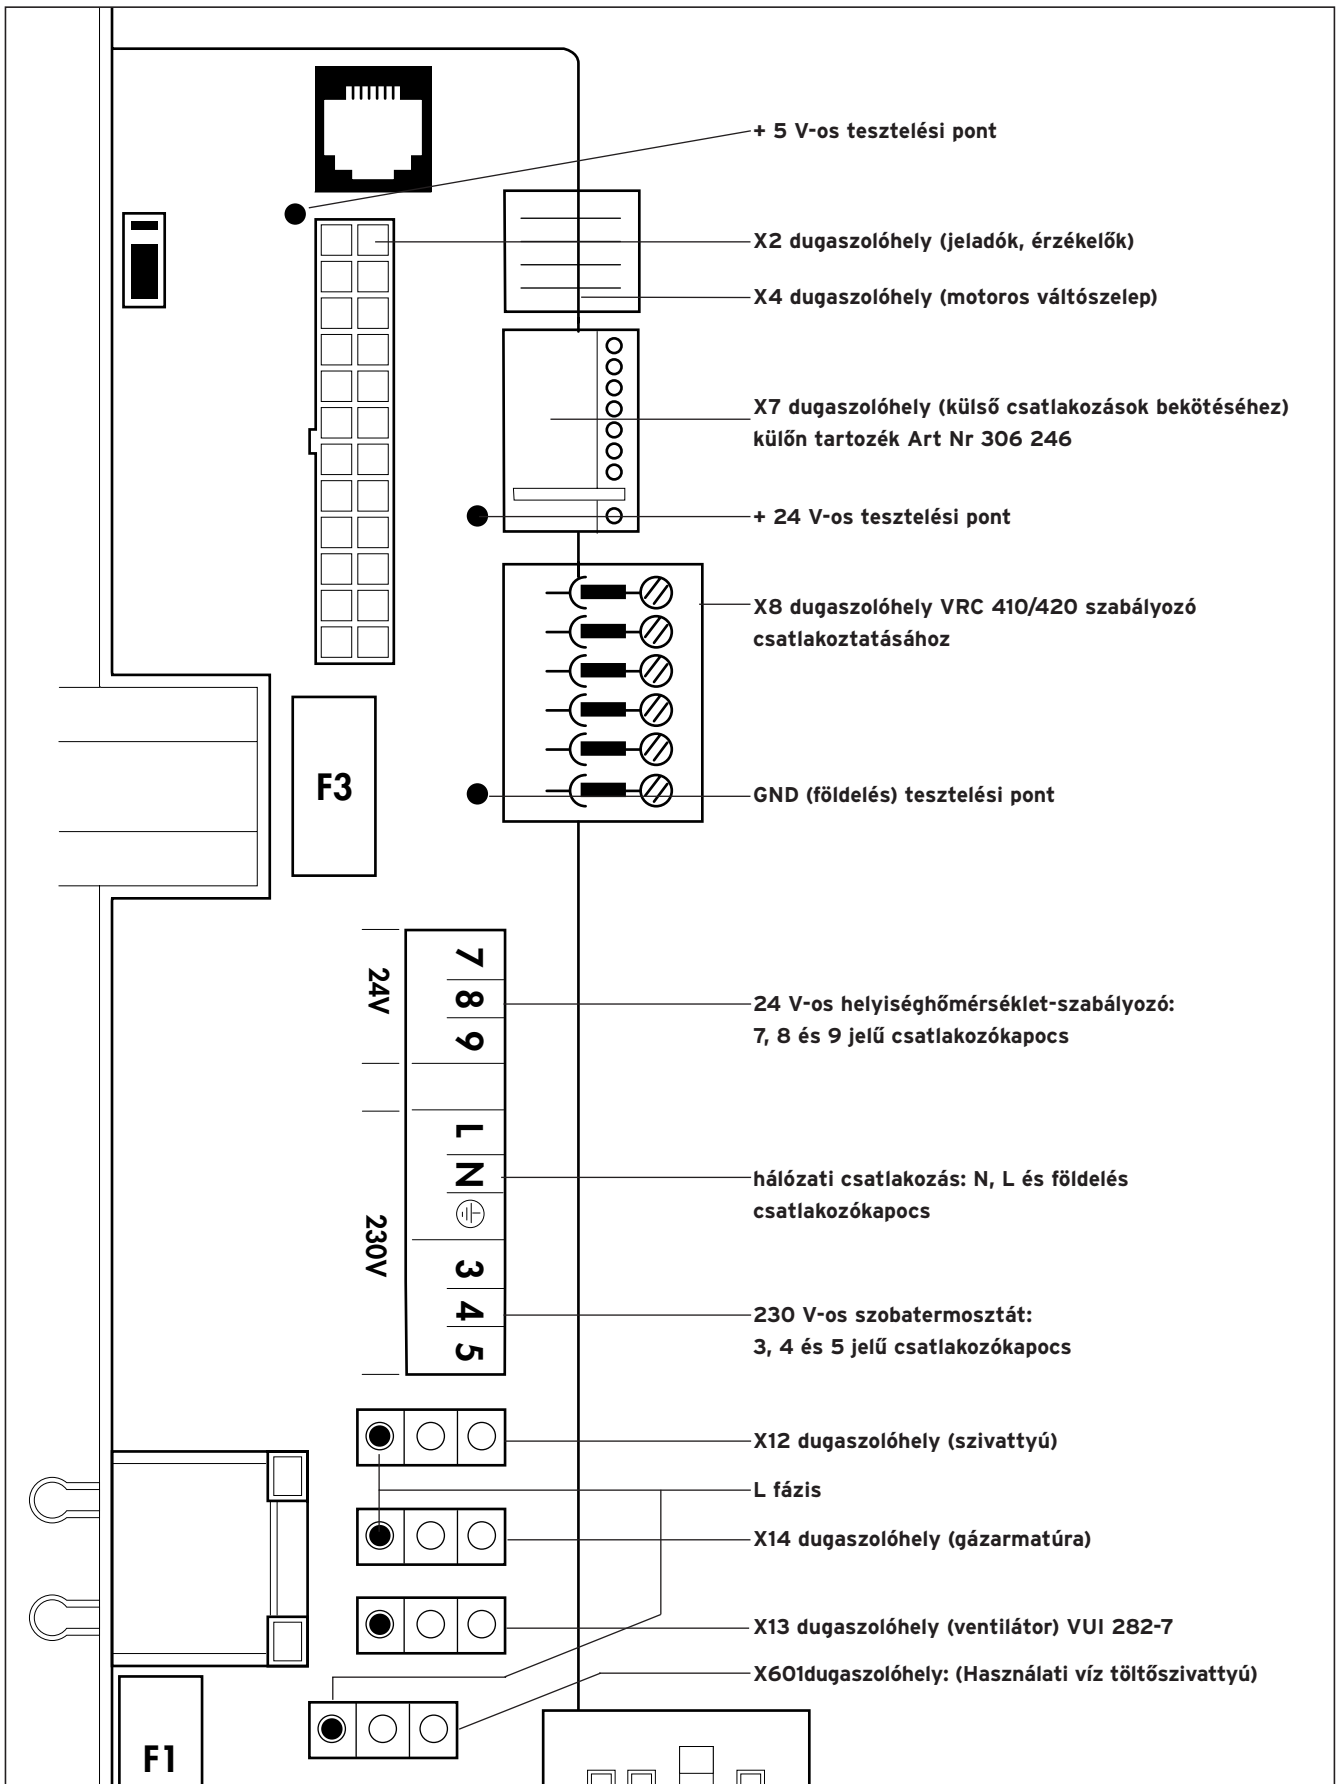 + 5 V-os tesztelési pont
X2 dugaszolóhely (jeladók, érzékelők)
X4 dugaszolóhely (motoros váltószelep)
X7 dugaszolóhely (külső csatlakozások bekötéséhez)
külőn tartozék Art Nr 306 246
+ 24 V-os tesztelési pont
X8 dugaszolóhely VRC 410/420 szabályozó
csatlakoztatásához
F3
GND (földelés) tesztelési pont
24V
7
8
9
24 V-os helyiséghőmérséklet-szabályozó:
7, 8 és 9 jelű csatlakozókapocs
230V
L
N
3
4
5
hálózati csatlakozás: N, L és földelés
csatlakozókapocs
230 V-os szobatermosztát:
3, 4 és 5 jelű csatlakozókapocs
X12 dugaszolóhely (szivattyú)
L fázis
X14 dugaszolóhely (gázarmatúra)
X13 dugaszolóhely (ventilátor) VUI 282-7
X601dugaszolóhely: (Használati víz töltőszivattyú)
F1